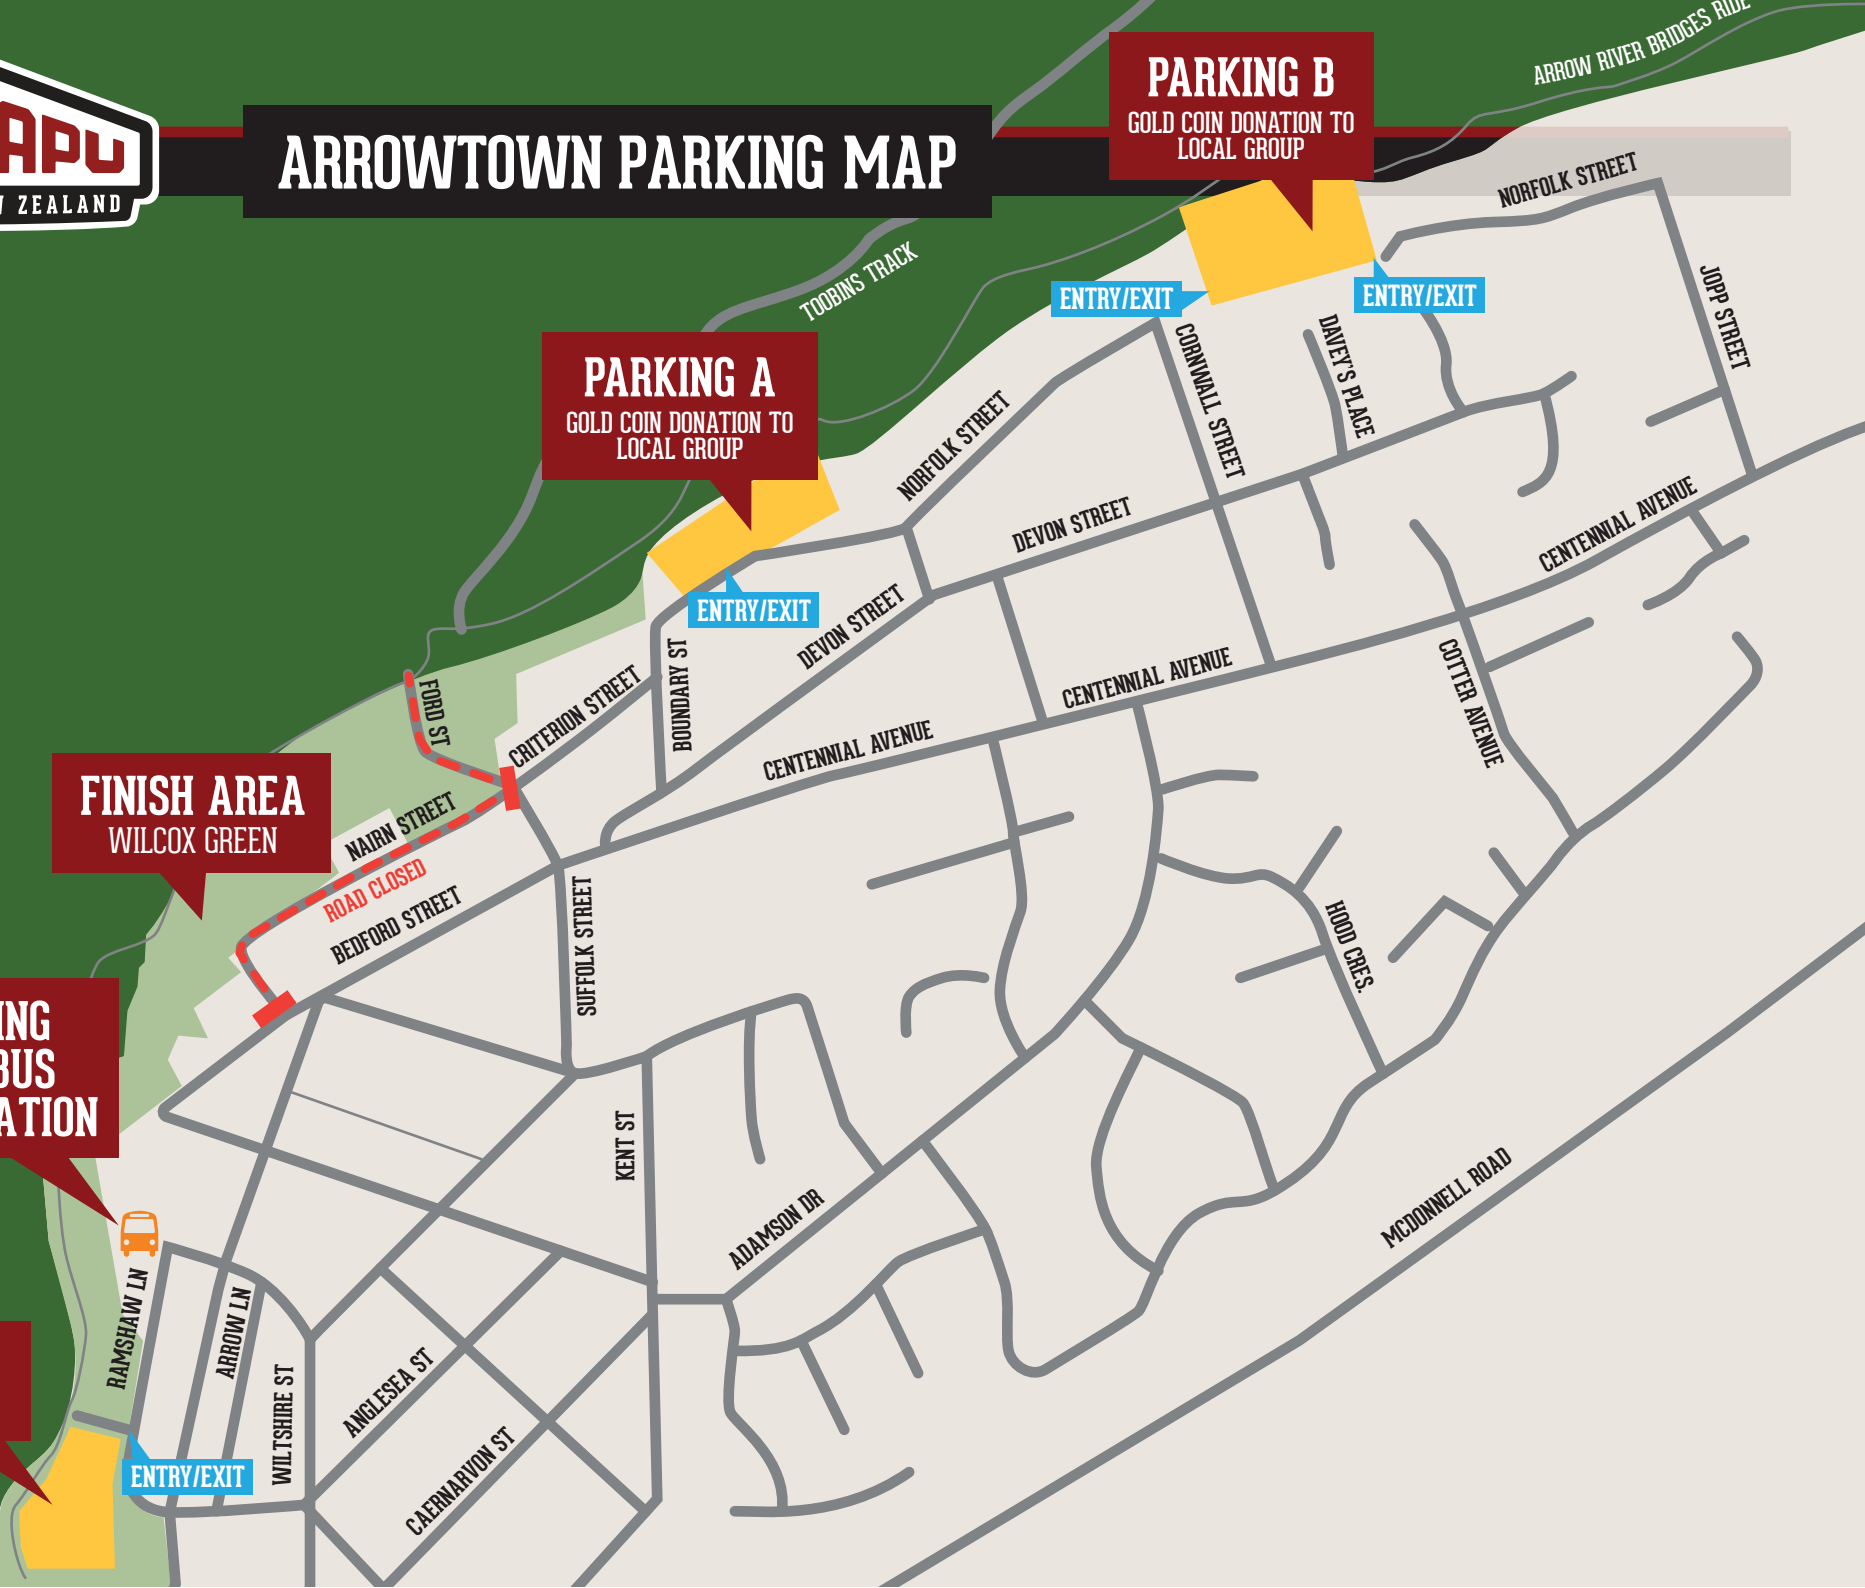 APU
ZEALAND
ARROWTOWN PARKING MAP
PARKING B
GOLD COIN DONATION TO
LOCAL GROUP
ARROW RIVER BRIDGES RIDE
NORFOLK STREET
JOPP STREET
TOOBINS TRACK
ENTRY/EXIT
ENTRY/EXIT
PARKING A
GOLD COIN DONATION TO
LOCAL GROUP
CORNWALL STREET
DAVEY'S PLACE
NORFOLK STREET
DEVON STREET
CENTENNIAL AVENUE
ENTRY/EXIT
DEVON STREET
BOUNDARY ST
CRITERION STREET
FORD ST
CENTENNIAL AVENUE
CENTENNIAL AVENUE
COTTER AVENUE
FINISH AREA
WILCOX GREEN
NAIRN STREET
ROAD CLOSED
BEDFORD STREET
SUFFOLK STREET
HOOD CRES.
ING
BUS
ATION
KENT ST
ADAMSON DR
MCDONNELL ROAD
RAMSHAW LN
ARROW LN
WILTSHIRE ST
ANGLESEA ST
CAERNARVON ST
ENTRY/EXIT